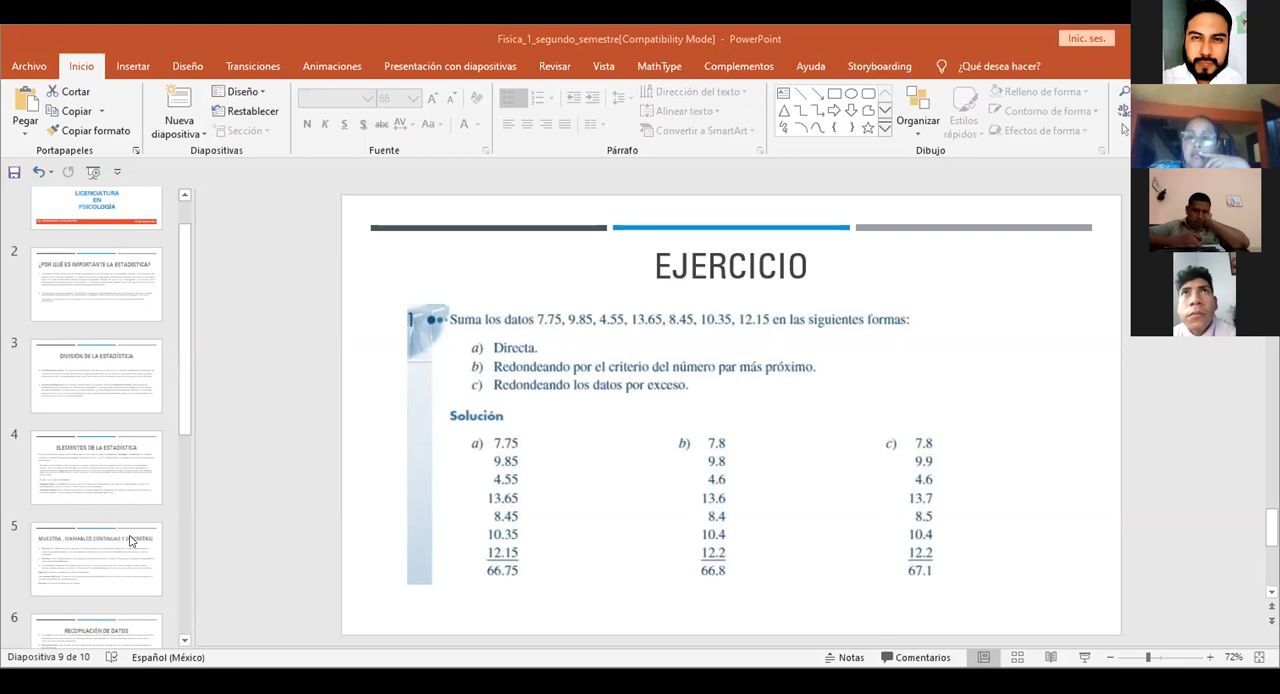 Fisica_1_segundo_semestre[Compatibility Mode] - PowerPoint
Inic. ses.
Archivo Inicio Insertar Diseño Transiciones Animaciones Presentación con diapositivas Revisar Vista MathType Complementos Ayuda Storyboarding ¿Qué desea hacer?
Pegar
Cortar
Copiar
Copiar formato
Portapapeles
Nueva
diapositiva
Diseño
Restablecer
Sección
Diapositivas
66
N K S S abc AV Aa A
Fuente
Párrafo
Dirección del texto
Alinear texto
Convertir a SmartArt
Organizar
Estilos
rápidos
Relleno de forma
Contorno de forma
Efectos de forma
Dibujo
LICENCIATURA
EN
PSICOLOGÍA
2
¿POR QUÉ ES IMPORTANTE LA ESTADÍSTICA?
3
DIVISIÓN DE LA ESTADÍSTICA
4
ELEMENTOS DE LA ESTADÍSTICA
5
6
RECOPILACIÓN DE DATOS
EJERCICIO
1 Suma los datos 7.75, 9.85, 4.55, 13.65, 8.45, 10.35, 12.15 en las siguientes formas:
a) Directa.
b) Redondeando por el criterio del número par más próximo.
c) Redondeando los datos por exceso.
Solución
a) 7.75 b) 7.8 c) 7.8
9.85 9.8 9.9
4.55 4.6 4.6
13.65 13.6 13.7
8.45 8.4 8.5
10.35 10.4 10.4
12.15 12.2 12.2
66.75 66.8 67.1
Diapositiva 9 de 10 Español (México) Notas Comentarios 72%